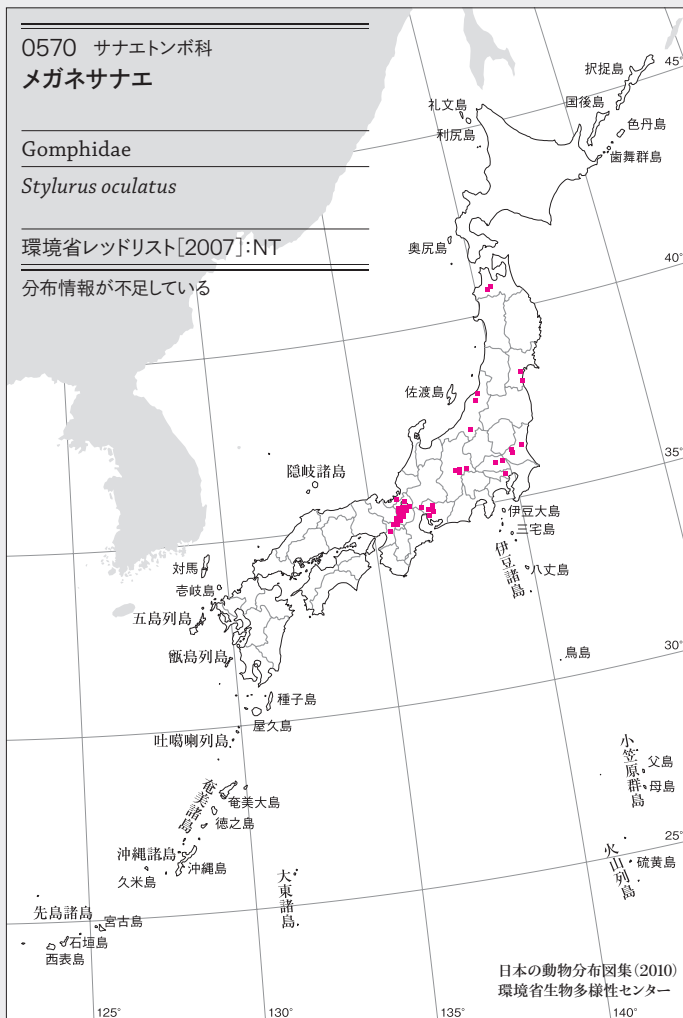 0570 サナエトンボ科
メガネサナエ
Gomphidae
Stylurus oculatus
環境省レッドリスト[2007]:NT
分布情報が不足している
45°
択捉島
国後島
礼文島
色丹島
利尻島
歯舞群島
奥尻島
40°
佐渡島
35°
隠岐諸島
伊豆大島
三宅島
対馬
八丈島
伊豆諸島
壱岐島
五島列島
鳥島
30°
甑島列島
種子島
屋久島
吐噶喇列島
小笠原群島
父島
母島
奄美諸島
奄美大島
徳之島
25°
沖縄諸島
沖縄島
火山列島
硫黄島
久米島
大東諸島
先島諸島
宮古島
石垣島
西表島
日本の動物分布図集(2010)
環境省生物多様性センター
125°
130°
135°
140°